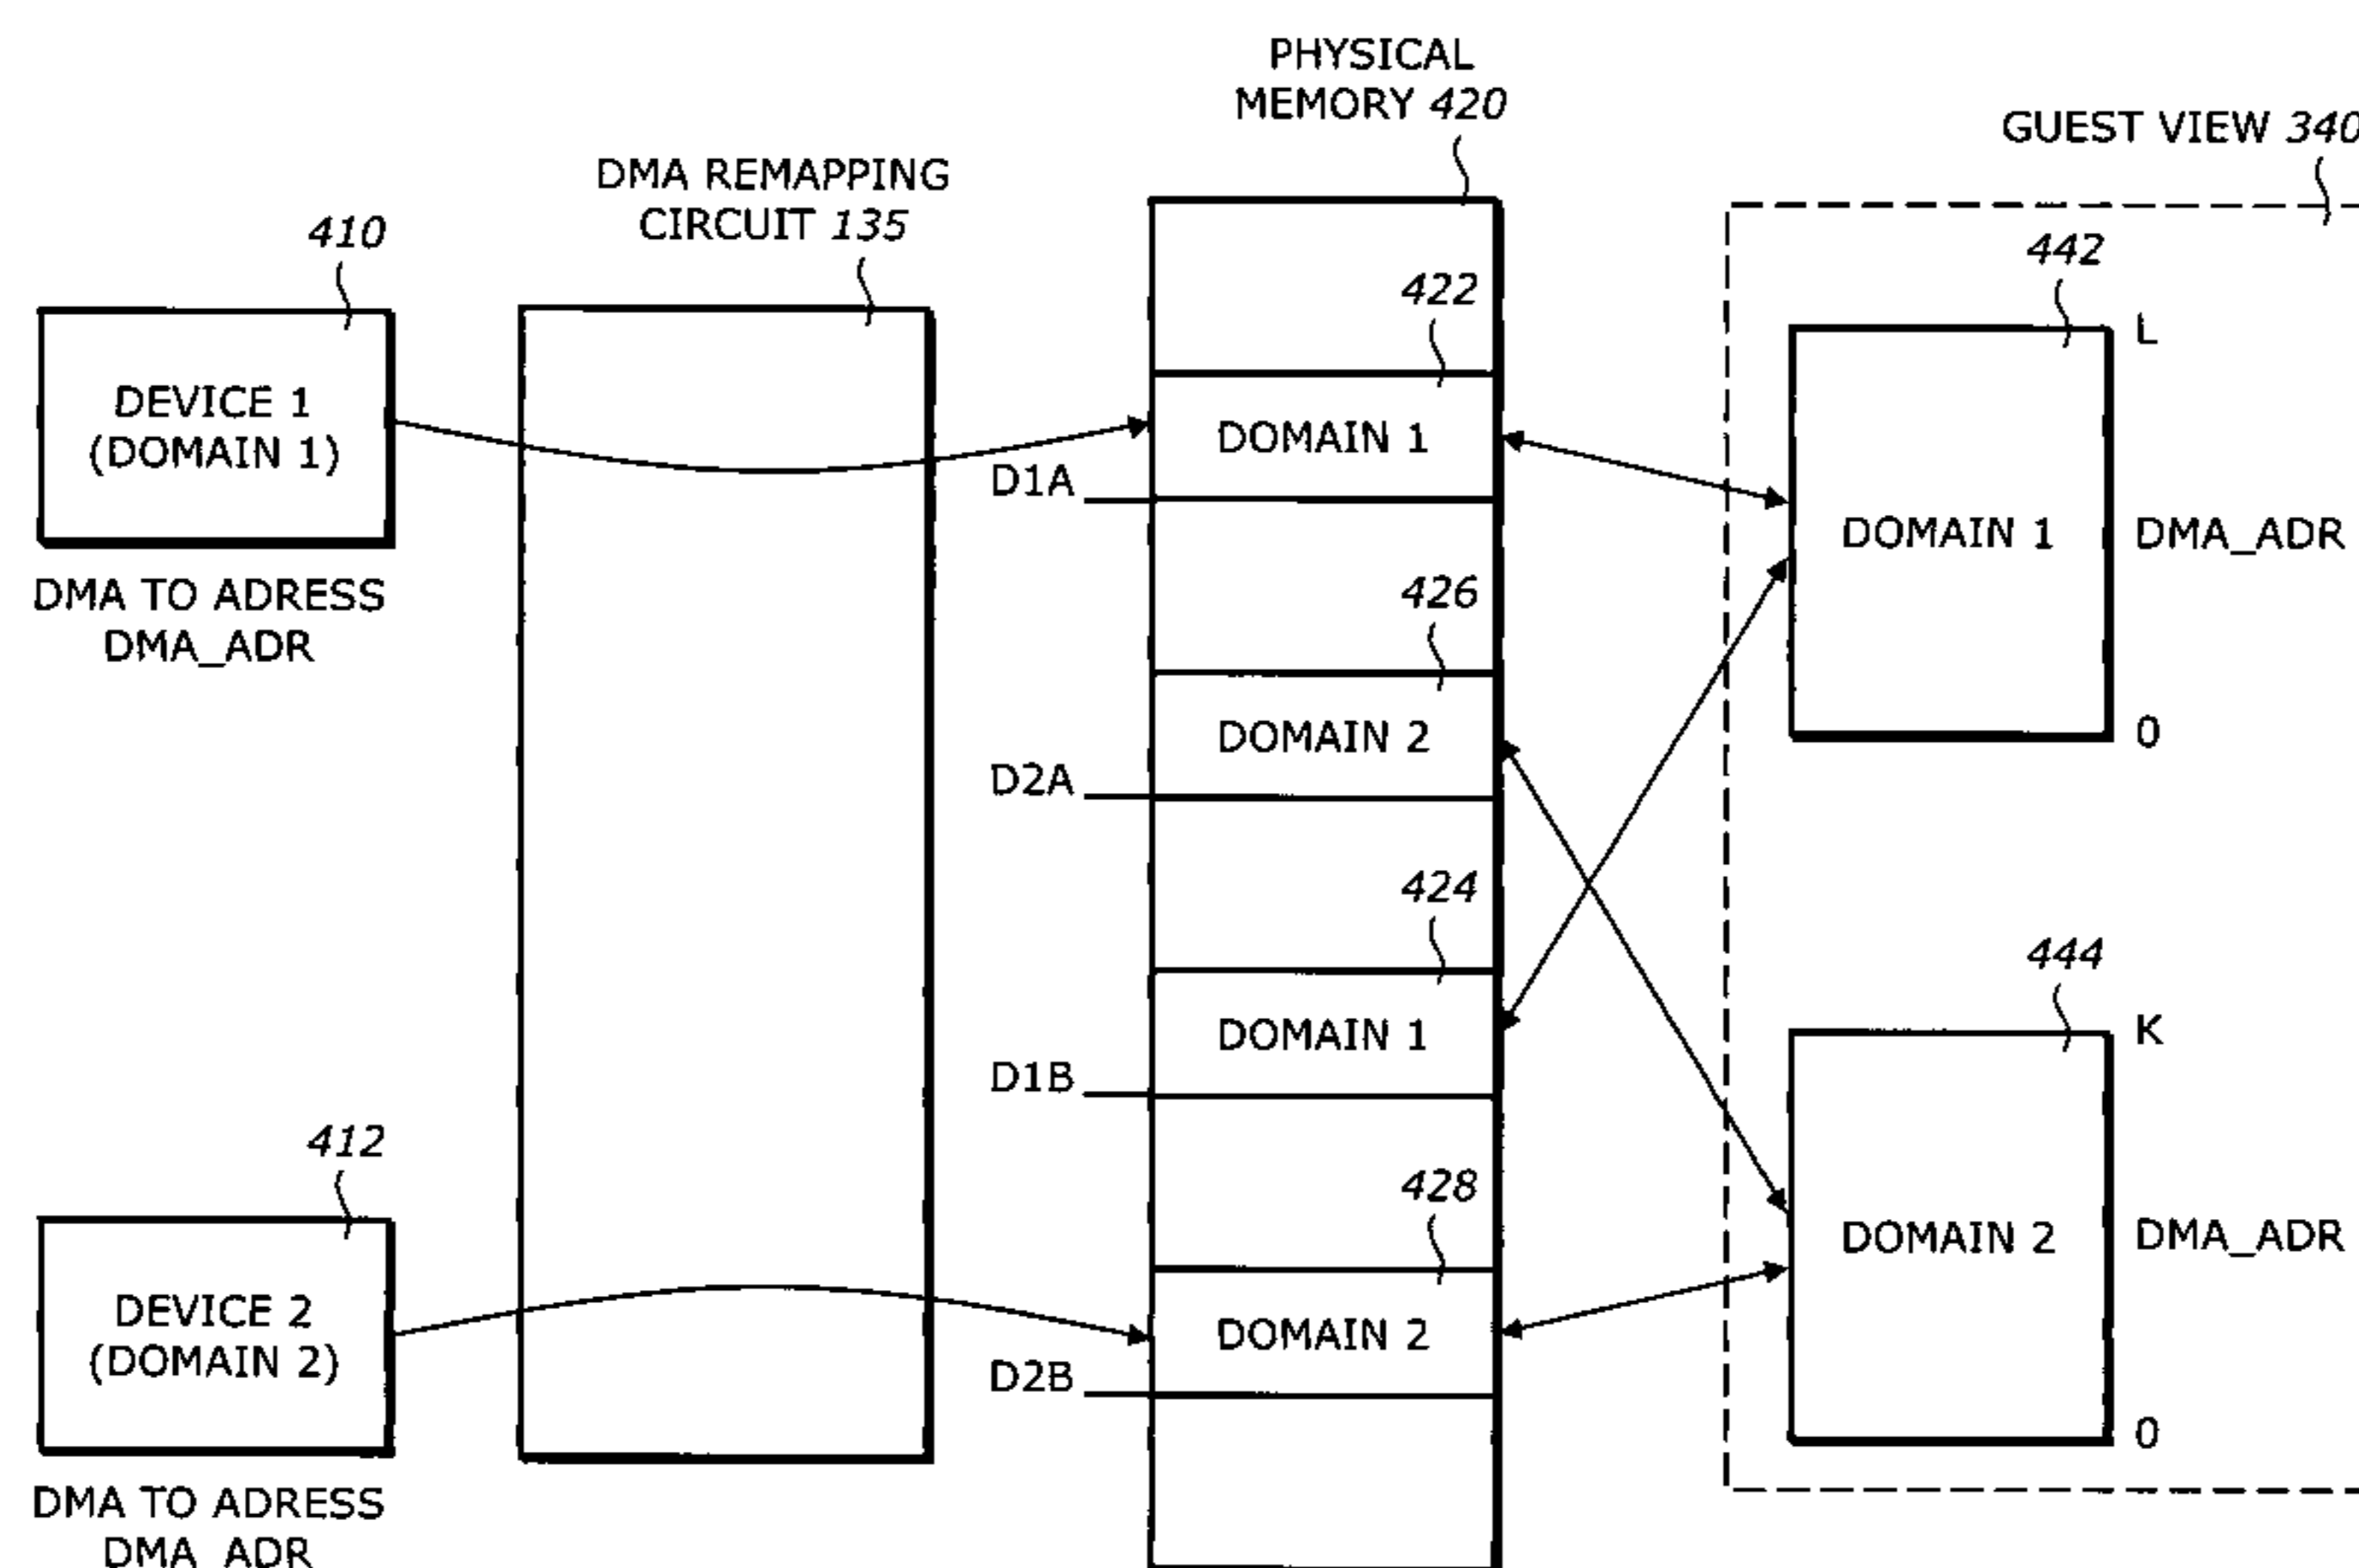 PHYSICAL
MEMORY 420
GUEST VIEW 340
DMA REMAPPING
CIRCUIT 135
410
DEVICE 1
(DOMAIN 1)
DMA TO ADRESS
DMA_ADR
422
DOMAIN 1
D1A
426
DOMAIN 2
D2A
424
DOMAIN 1
D1B
428
DOMAIN 2
D2B
442
L
DOMAIN 1
DMA_ADR
0
444
K
DOMAIN 2
DMA_ADR
0
412
DEVICE 2
(DOMAIN 2)
DMA TO ADRESS
DMA_ADR